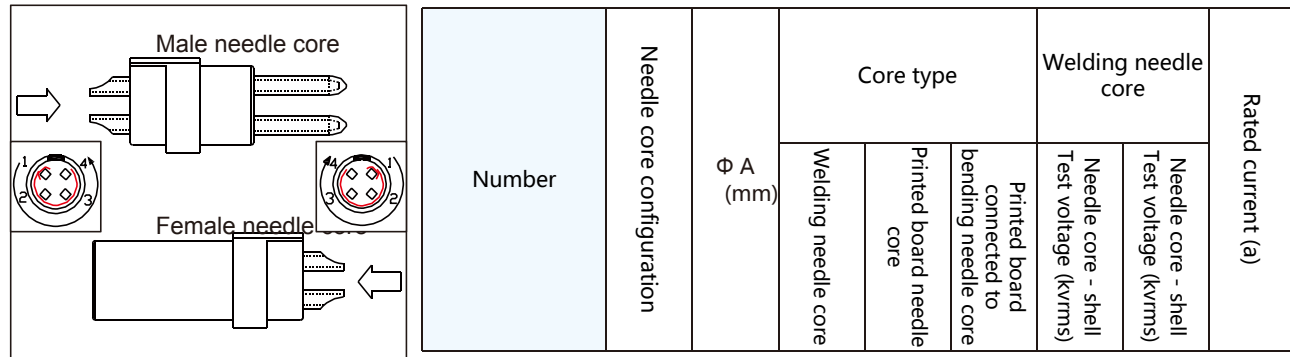 Male needle core
1
4
2
3
4
1
3
2
Female needle core
Number
Needle core configuration
Φ A
(mm)
Core type
Welding needle
core
Welding needle core
Printed board needle
core
Printed board
connected to
bending needle core
Needle core - shell
Test voltage (kvrms)
Needle core - shell
Test voltage (kvrms)
Rated current (a)